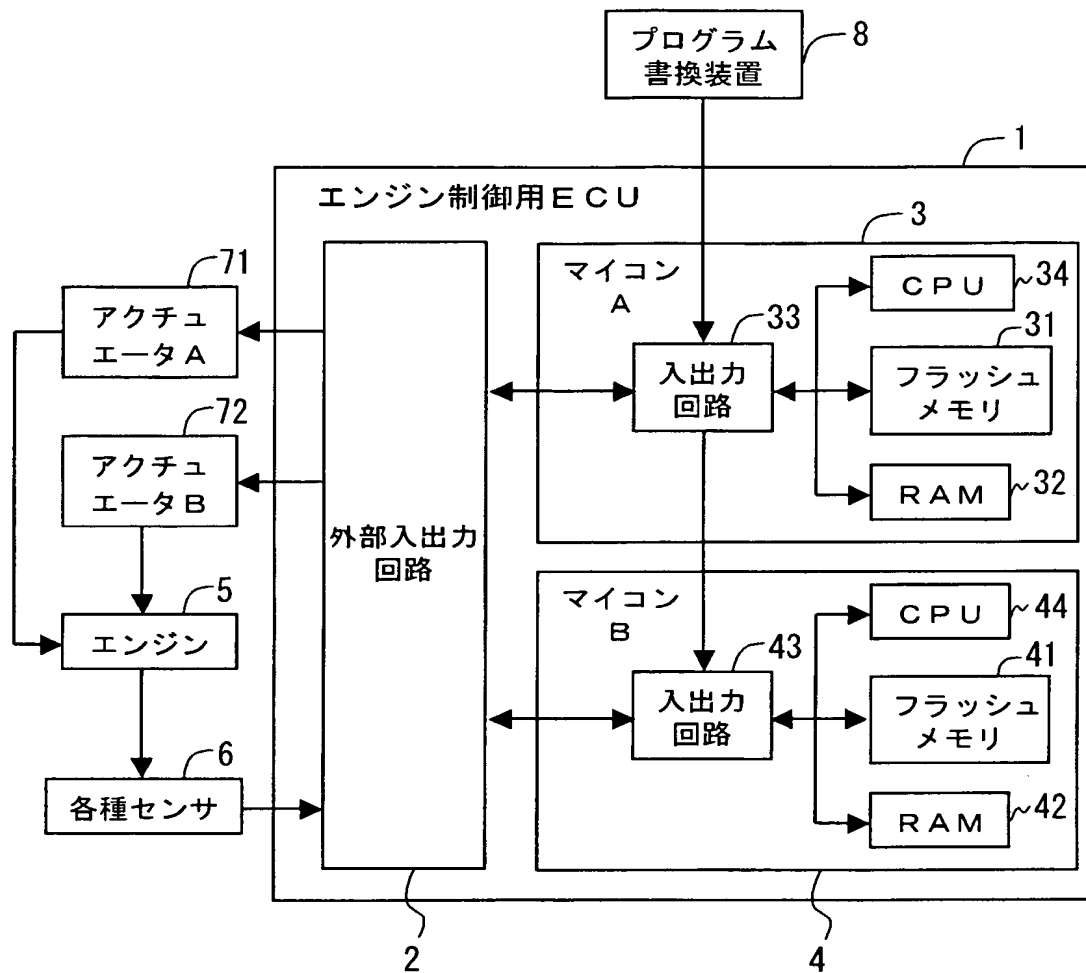 プログラム
書換装置
8
1
エンジン制御用ECU
3
マイコン
A
CPU
34
33
31
入出力
回路
フラッシュ
メモリ
RAM
32
71
アクチュ
エータA
72
アクチュ
エータB
外部入出力
回路
5
エンジン
6
各種センサ
マイコン
B
CPU
44
43
41
入出力
回路
フラッシュ
メモリ
RAM
42
2
4